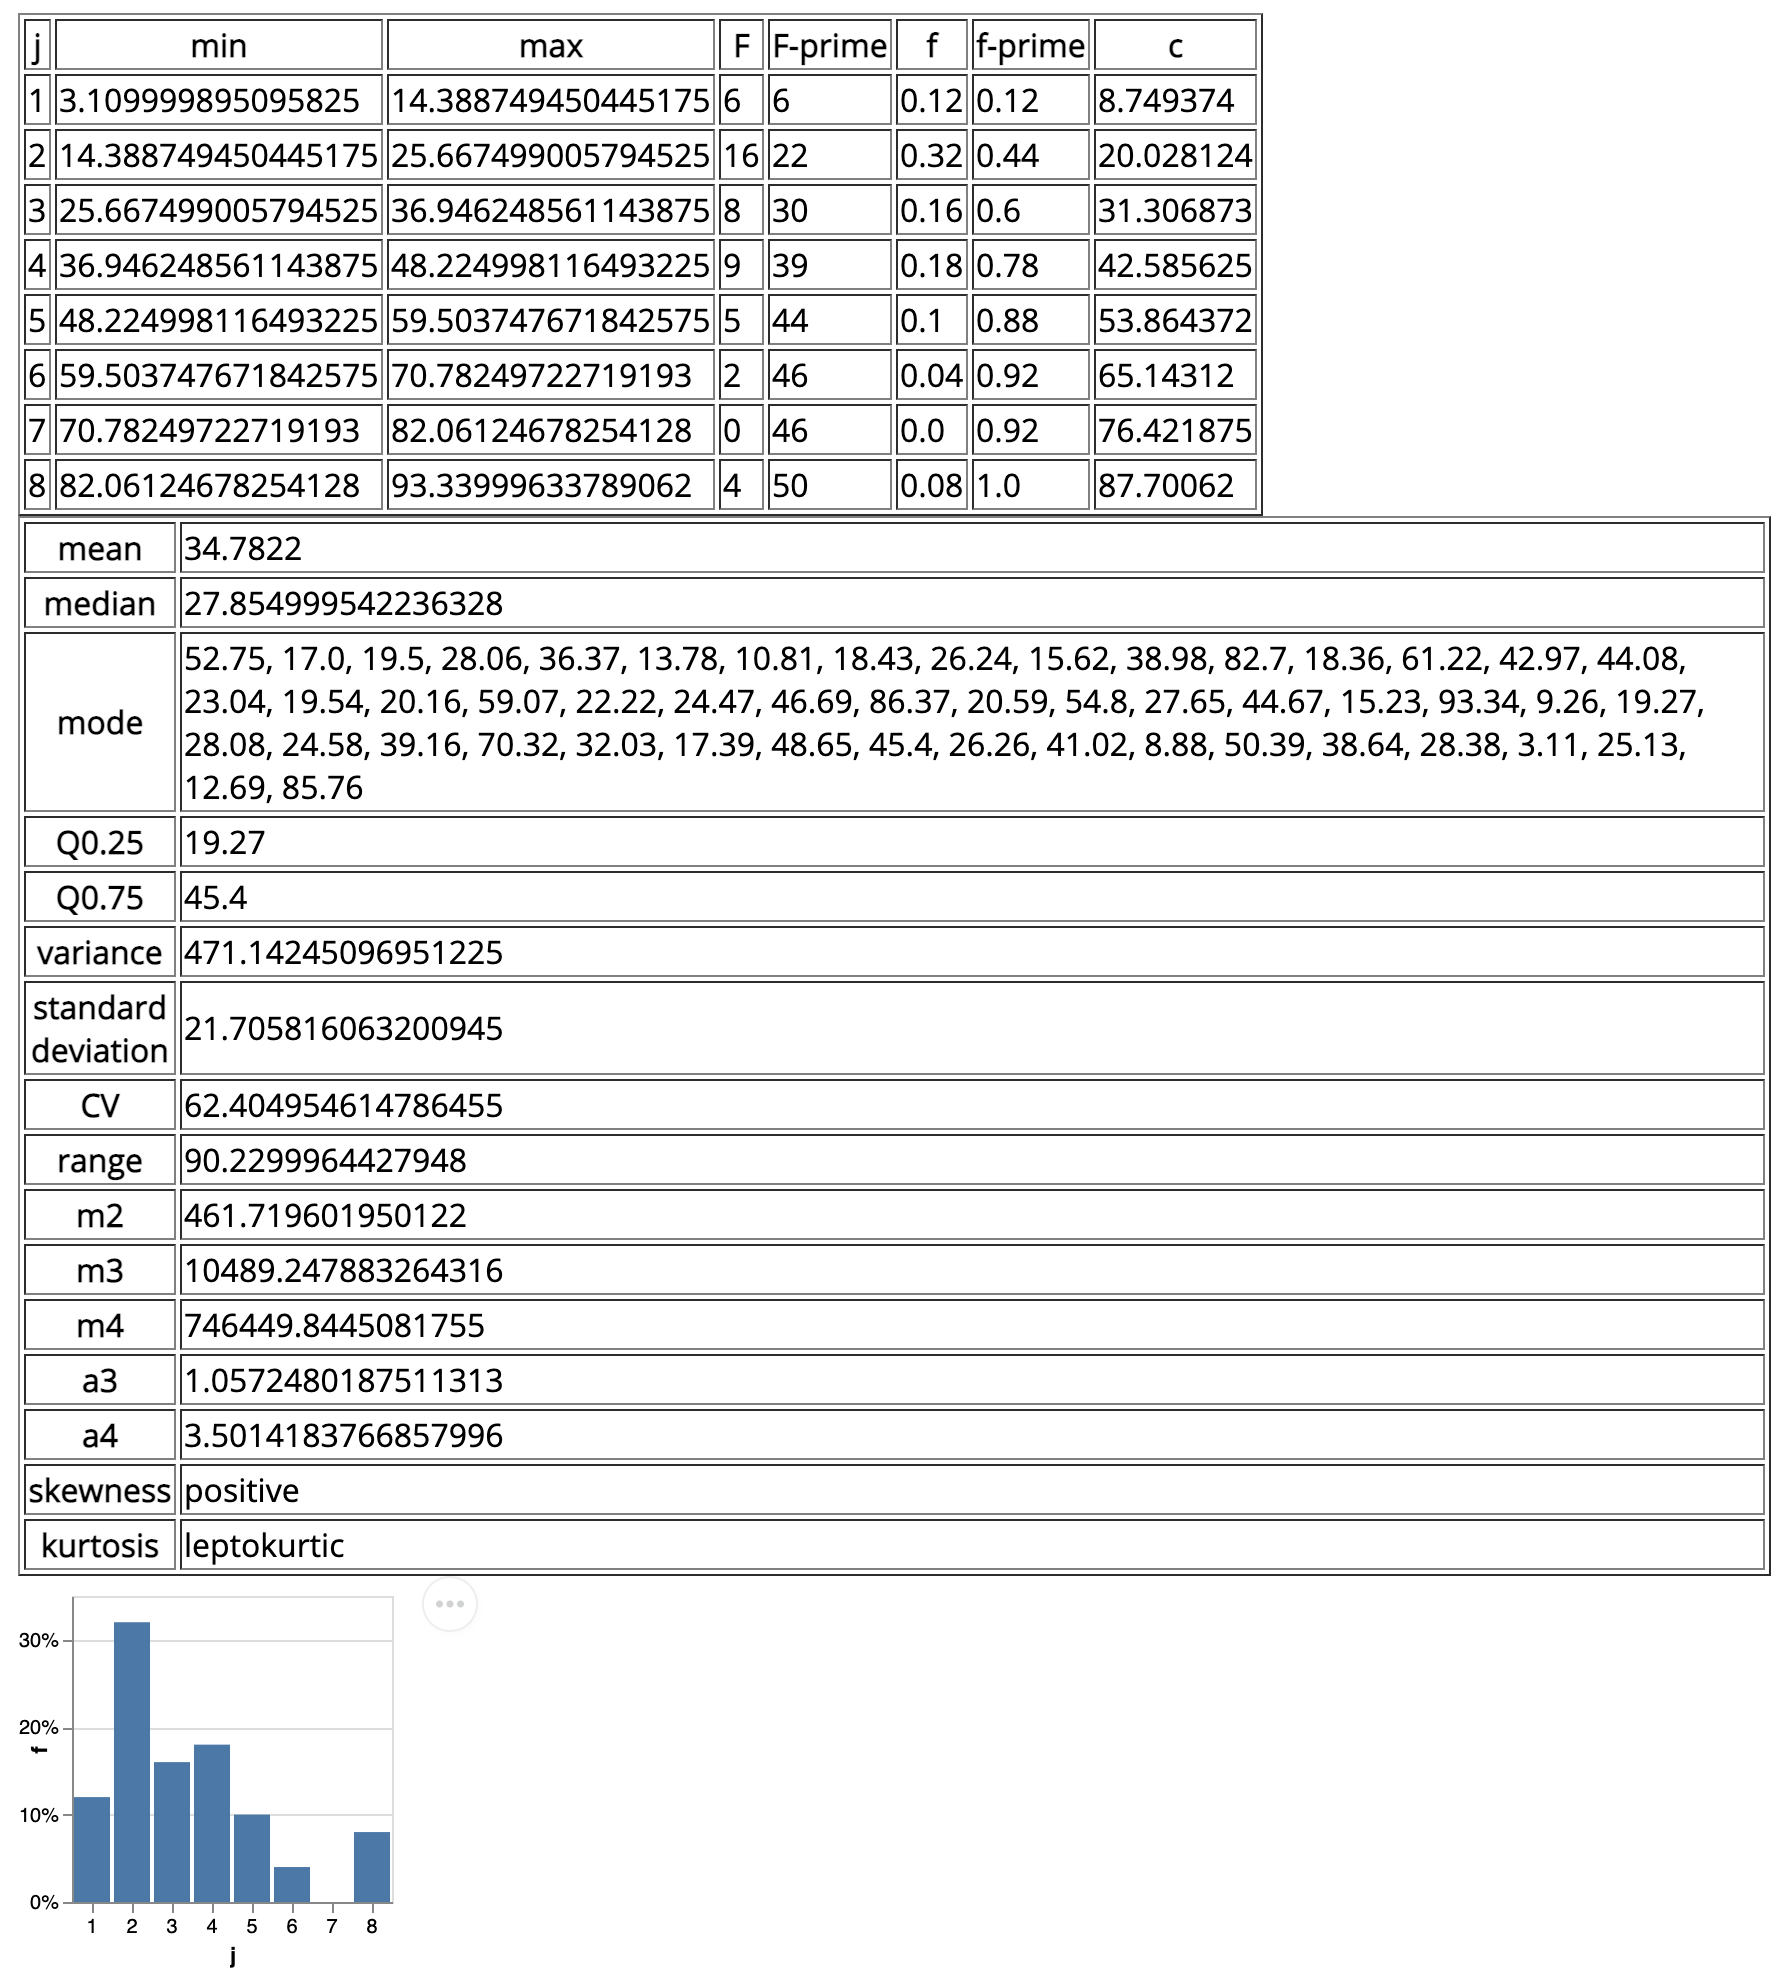 j min max F F-prime f f-prime c
1 3.109999895095825 14.388749450445175 6 6 0.12 0.12 8.749374
2 14.388749450445175 25.667499005794525 16 22 0.32 0.44 20.028124
3 25.667499005794525 36.946248561143875 8 30 0.16 0.6 31.306873
4 36.946248561143875 48.224998116493225 9 39 0.18 0.78 42.585625
5 48.224998116493225 59.503747671842575 5 44 0.1 0.88 53.864372
6 59.503747671842575 70.78249722719193 2 46 0.04 0.92 65.14312
7 70.78249722719193 82.06124678254128 0 46 0.0 0.92 76.421875
8 82.06124678254128 93.33999633789062 4 50 0.08 1.0 87.70062
mean 34.7822
median 27.854999542236328
mode
52.75, 17.0, 19.5, 28.06, 36.37, 13.78, 10.81, 18.43, 26.24, 15.62, 38.98, 82.7, 18.36, 61.22, 42.97, 44.08,
23.04, 19.54, 20.16, 59.07, 22.22, 24.47, 46.69, 86.37, 20.59, 54.8, 27.65, 44.67, 15.23, 93.34, 9.26, 19.27,
28.08, 24.58, 39.16, 70.32, 32.03, 17.39, 48.65, 45.4, 26.26, 41.02, 8.88, 50.39, 38.64, 28.38, 3.11, 25.13,
12.69, 85.76
Q0.25 19.27
Q0.75 45.4
variance 471.14245096951225
standard
deviation
21.705816063200945
CV 62.404954614786455
range 90.2299964427948
m2 461.719601950122
m3 10489.247883264316
m4 746449.8445081755
a3 1.0572480187511313
a4 3.5014183766857996
skewness positive
kurtosis leptokurtic
30%
20%
f
10%
0%
1 2 3 4 5 6 7 8
j